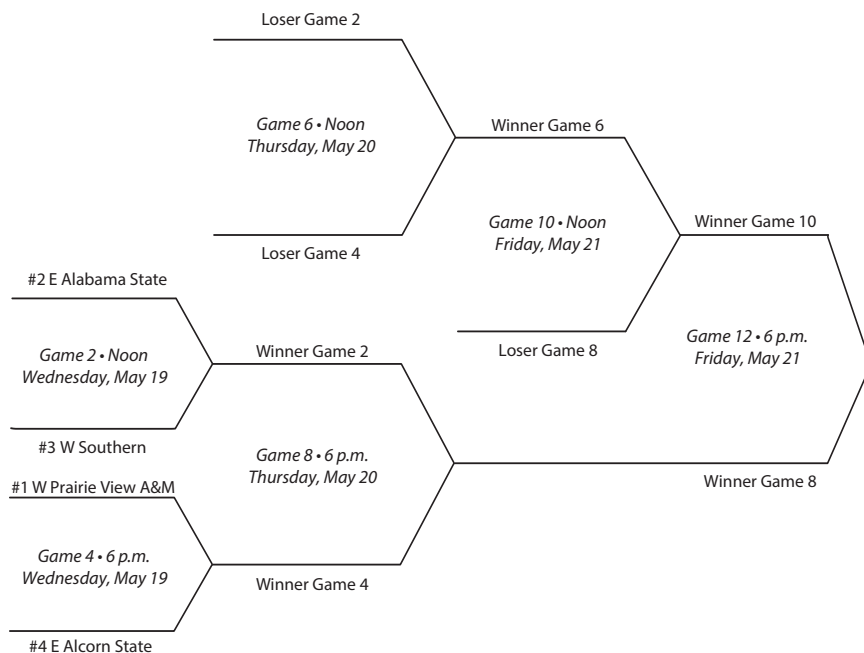 Loser Game 2
Game 6 • Noon
Thursday, May 20
Winner Game 6
Loser Game 4
Game 10 • Noon
Friday, May 21
Winner Game 10
#2 E Alabama State
Game 2 • Noon
Wednesday, May 19
Winner Game 2
Loser Game 8
Game 12 • 6 p.m.
Friday, May 21
#3 W Southern
Game 8 • 6 p.m.
Thursday, May 20
#1 W Prairie View A&M
Winner Game 8
Game 4 • 6 p.m.
Wednesday, May 19
Winner Game 4
#4 E Alcorn State